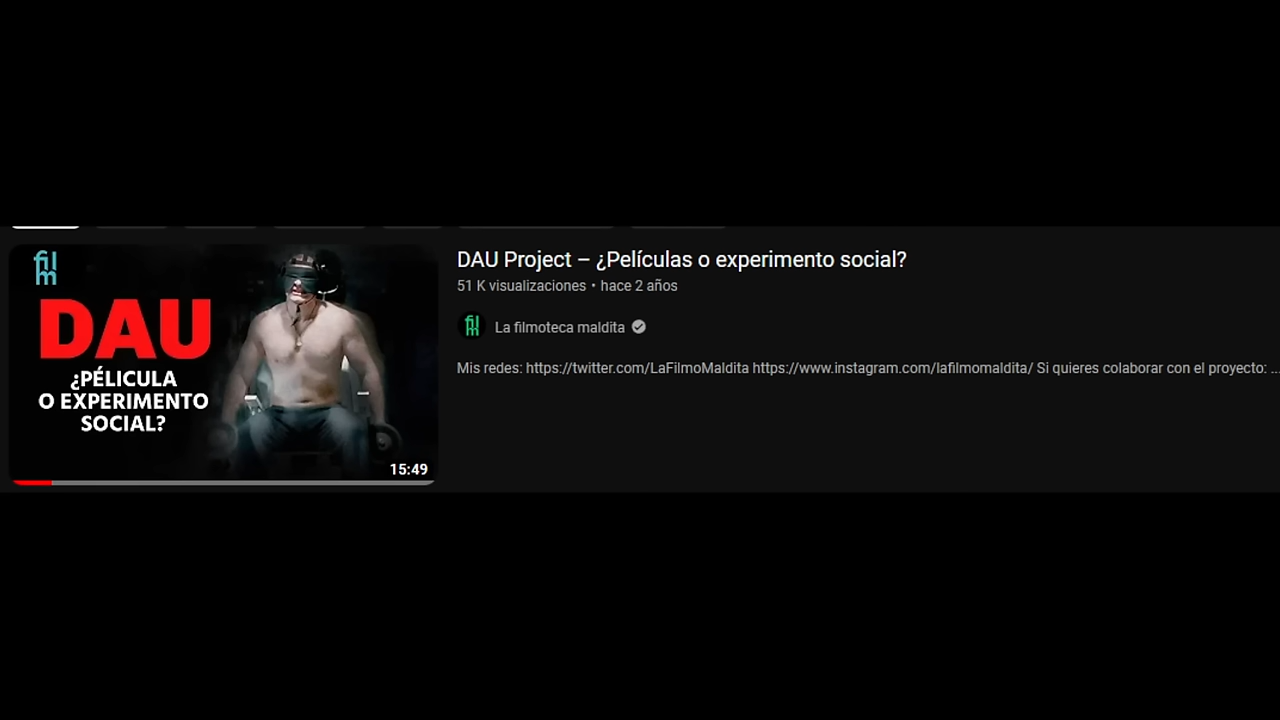 film
DAU
¿PÉLICULA
O EXPERIMENTO
SOCIAL?
15:49
DAU Project – ¿Películas o experimento social?
51 K visualizaciones • hace 2 años
La filmoteca maldita
Mis redes: https://twitter.com/LaFilmoMaldita https://www.instagram.com/lafilmomaldita/ Si quieres colaborar con el proyecto: ...